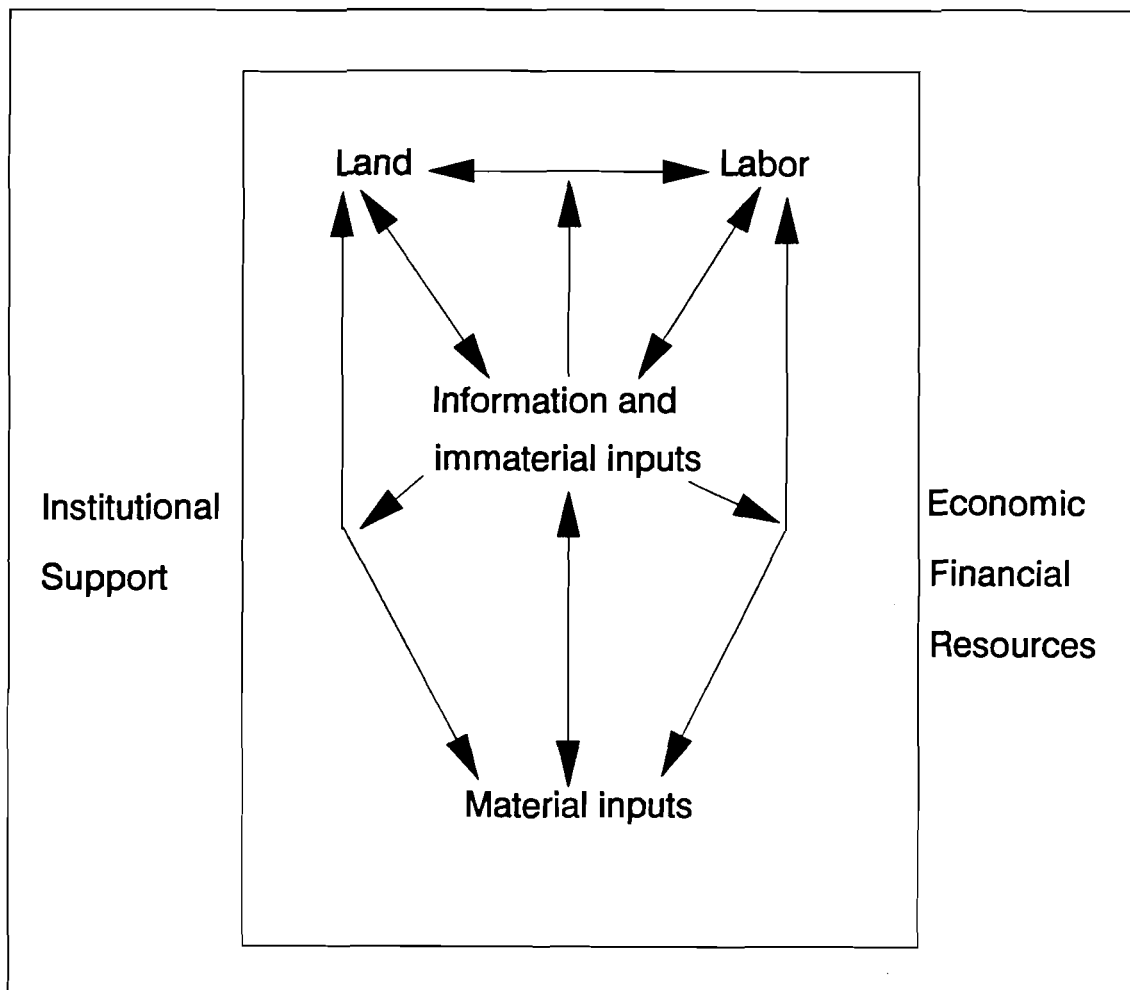 Land
Labor
Information and
immaterial inputs
Institutional
Support
Economic
Financial
Resources
Material inputs